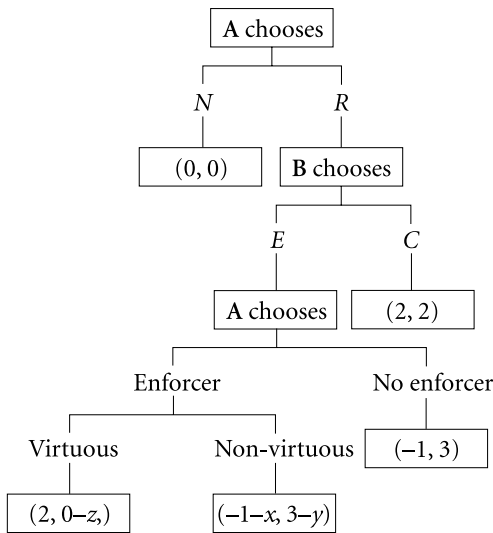 A chooses
N R
(0, 0) B chooses
E C
A chooses (2, 2)
Enforcer No enforcer
(–1, 3)
Virtuous Non-virtuous
(2, 0–z,) (–1–x, 3–y)